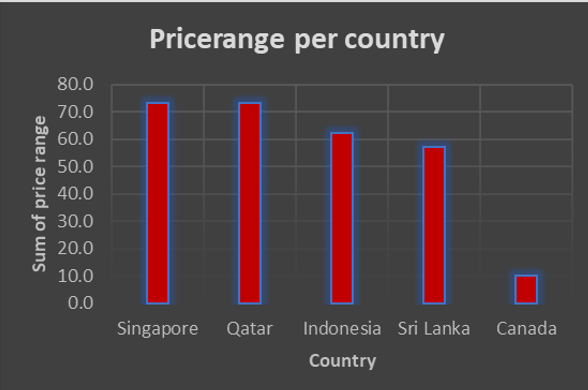 Pricerange per country
Sum of price range
80.0
70.0
60.0
50.0
40.0
30.0
20.0
10.0
0.0
Singapore Qatar Indonesia Sri Lanka Canada
Country